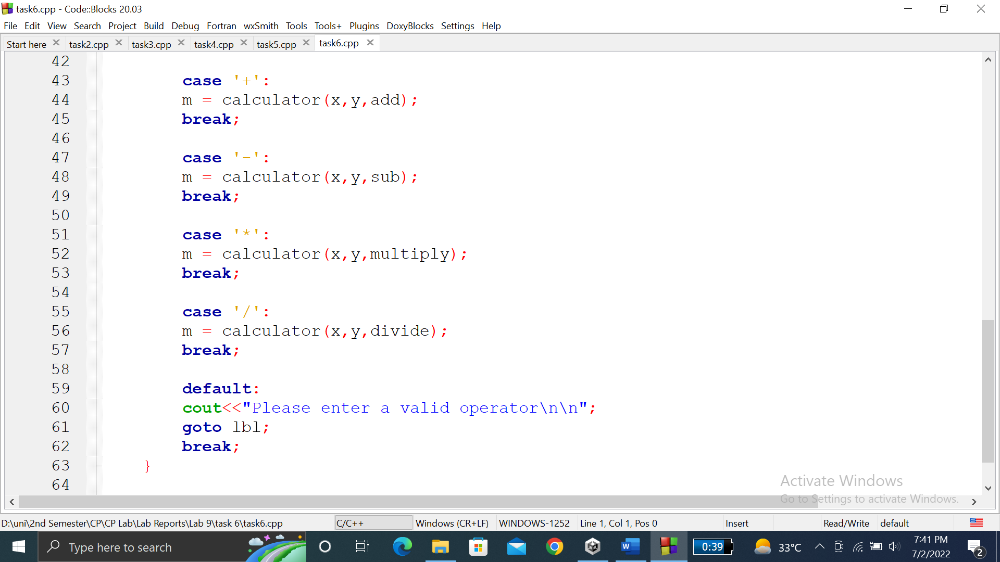 task6.cpp - Code::Blocks 20.03
File Edit View Search Project Build Debug Fortran wxSmith Tools Tools+ Plugins DoxyBlocks Settings Help
Start here task2.cpp task3.cpp task4.cpp task5.cpp task6.cpp
42
43 case '+':
44 m = calculator(x,y,add);
45 break;
46
47 case '-':
48 m = calculator(x,y,sub);
49 break;
50
51 case '*':
52 m = calculator(x,y,multiply);
53 break;
54
55 case '/':
56 m = calculator(x,y,divide);
57 break;
58
59 default:
60 cout<<"Please enter a valid operator\n\n";
61 goto lbl;
62 break;
63 }
64
Activate Windows
Go to Settings to activate Windows.
D:\uni\2nd Semester\CP\CP Lab\Lab Reports\Lab 9\task 6\task6.cpp C/C++ Windows (CR+LF) WINDOWS-1252 Line 1, Col 1, Pos 0 Insert Read/Write default
Type here to search W 0:39 33°C 7:41 PM
7/2/2022 2